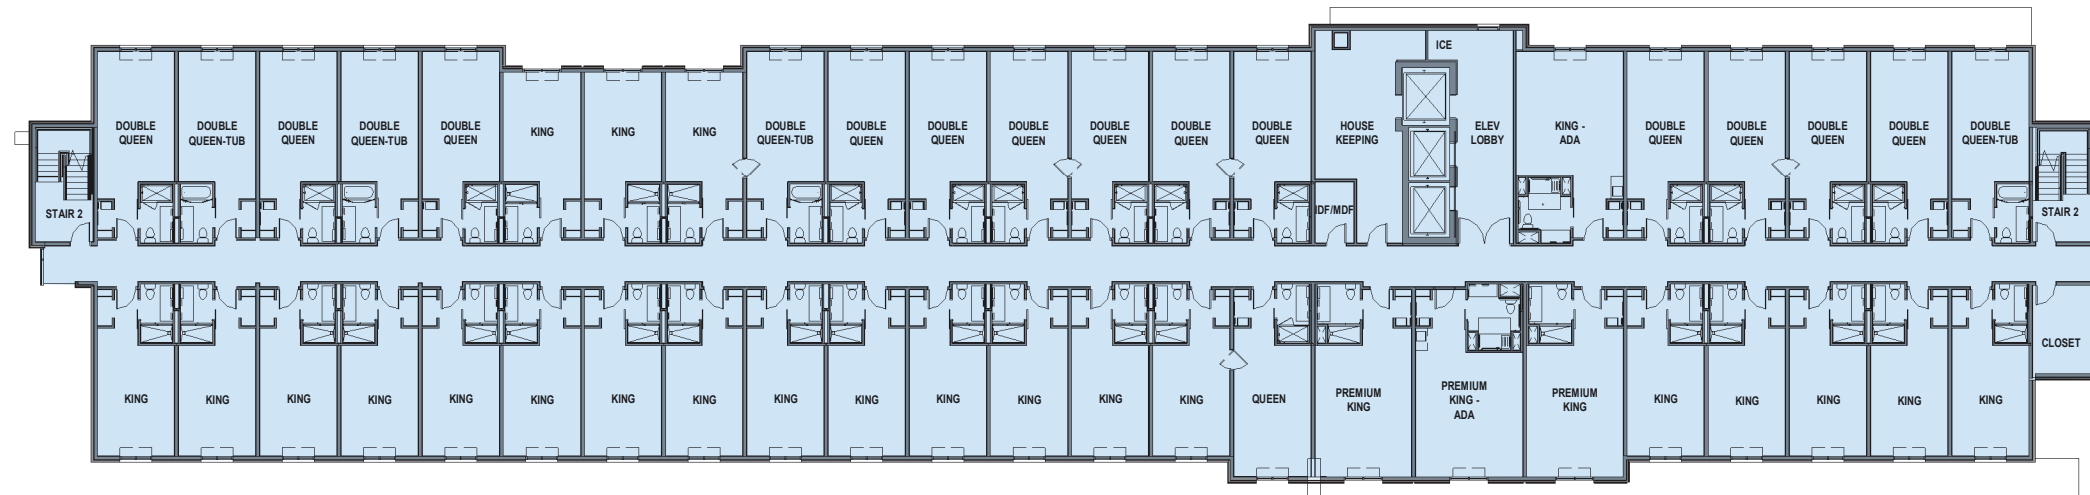 ICE
DOUBLE
QUEEN
DOUBLE
QUEEN-TUB
DOUBLE
QUEEN
DOUBLE
QUEEN-TUB
DOUBLE
QUEEN
KING
KING
KING
DOUBLE
QUEEN-TUB
DOUBLE
QUEEN
DOUBLE
QUEEN
DOUBLE
QUEEN
DOUBLE
QUEEN
DOUBLE
QUEEN
DOUBLE
QUEEN
HOUSE
KEEPING
ELEV
LOBBY
KING -
ADA
DOUBLE
QUEEN
DOUBLE
QUEEN
DOUBLE
QUEEN
DOUBLE
QUEEN
DOUBLE
QUEEN-TUB
STAIR 2
IDF/MDF
STAIR 2
KING
KING
KING
KING
KING
KING
KING
KING
KING
KING
KING
KING
KING
KING
QUEEN
PREMIUM
KING
PREMIUM
KING -
ADA
PREMIUM
KING
KING
KING
KING
KING
KING
CLOSET